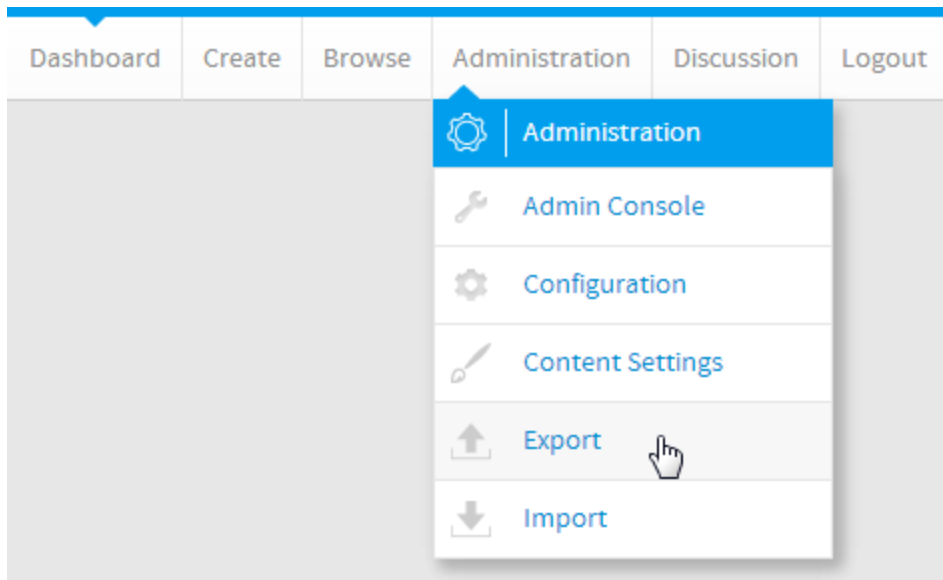 Dashboard Create Browse Administration Discussion Logout
Administration
Admin Console
Configuration
Content Settings
Export
Import